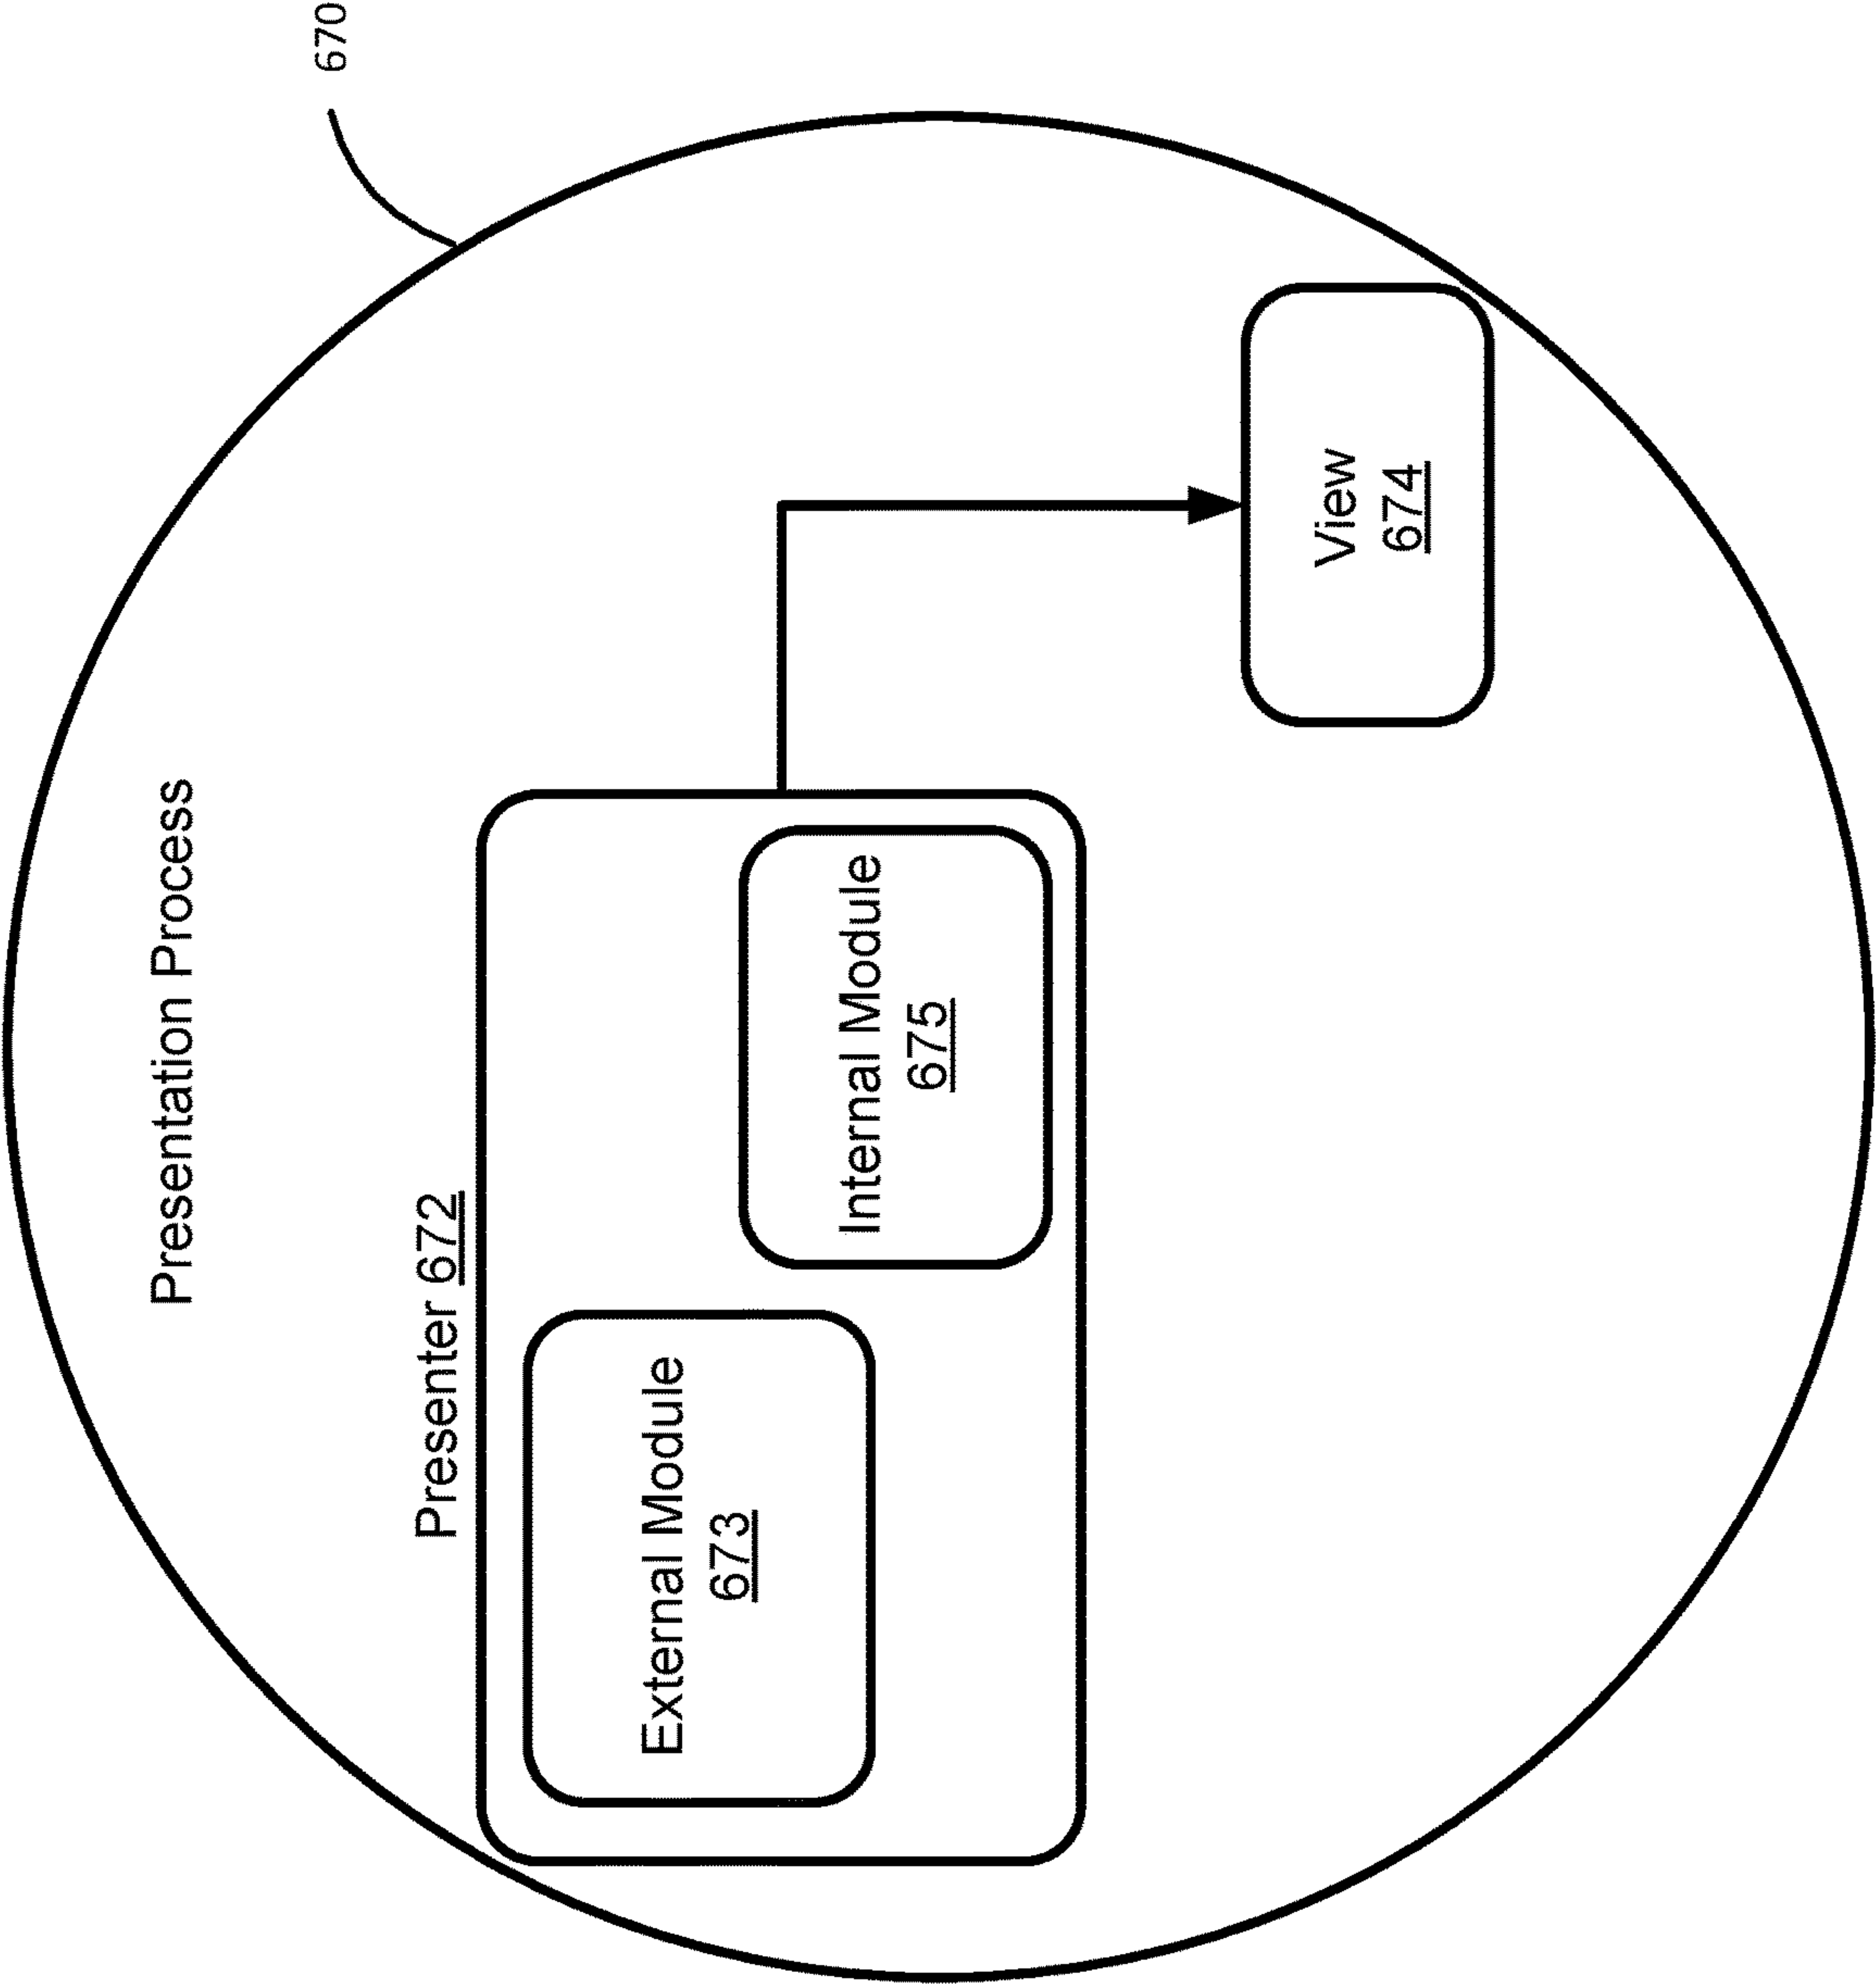 670
Presentation Process
Presenter 672
External Module
673
Internal Module
675
View
674